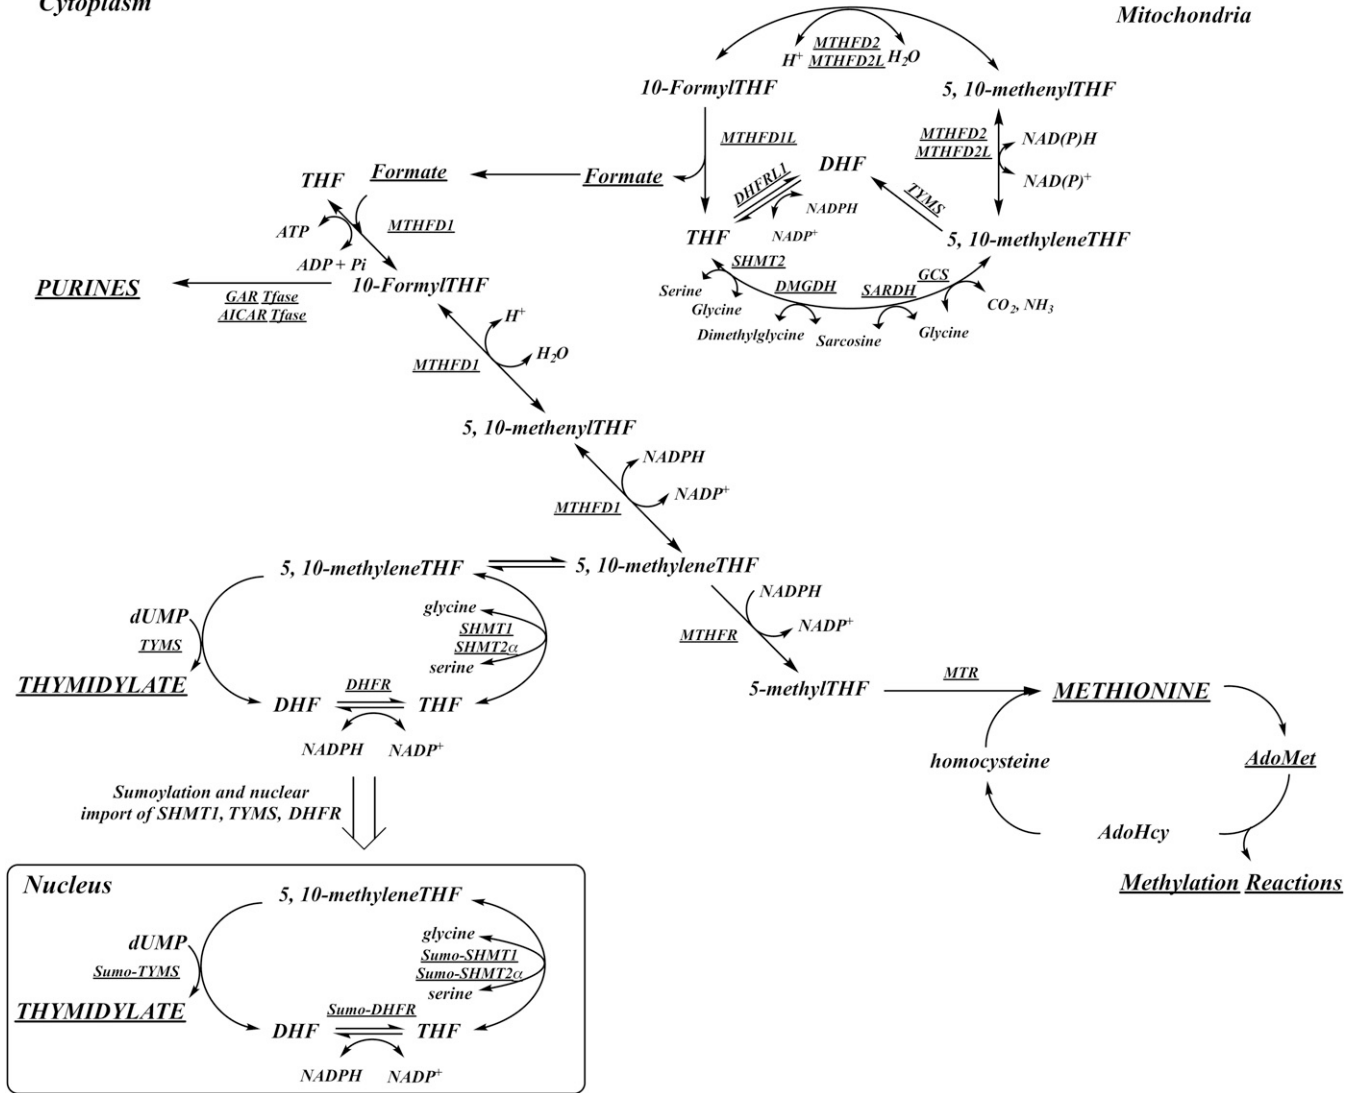 Cytoplasm
Mitochondria
MTHFD2
H+ MTHFD2L H2O
10-FormylTHF
5, 10-methenylTHF
MTHFD1L
MTHFD2
MTHFD2L
NAD(P)H
NAD(P)+
DHF
DHFRL1
TYMS
NADPH
NADP+
THF
5, 10-methyleneTHF
Formate
Formate
THF
ATP
MTHFD1
ADP + Pi
PURINES
GAR Tfase
AICAR Tfase
10-FormylTHF
SHMT2
Serine
Glycine
DMGDH
Dimethylglycine
SARDH
Sarcosine
GCS
Glycine
CO2, NH3
H+
H2O
MTHFD1
5, 10-methenylTHF
NADPH
NADP+
MTHFD1
5, 10-methyleneTHF
5, 10-methyleneTHF
NADPH
NADP+
MTHFR
dUMP
TYMS
THYMIDYLATE
glycine
SHMT1
SHMT2α
serine
DHF
DHFR
THF
NADPH
NADP+
5-methylTHF
MTR
METHIONINE
homocysteine
AdoMet
AdoHcy
Methylation Reactions
Sumoylation and nuclear
import of SHMT1, TYMS, DHFR
Nucleus
5, 10-methyleneTHF
dUMP
Sumo-TYMS
THYMIDYLATE
glycine
Sumo-SHMT1
Sumo-SHMT2α
serine
DHF
Sumo-DHFR
THF
NADPH
NADP+